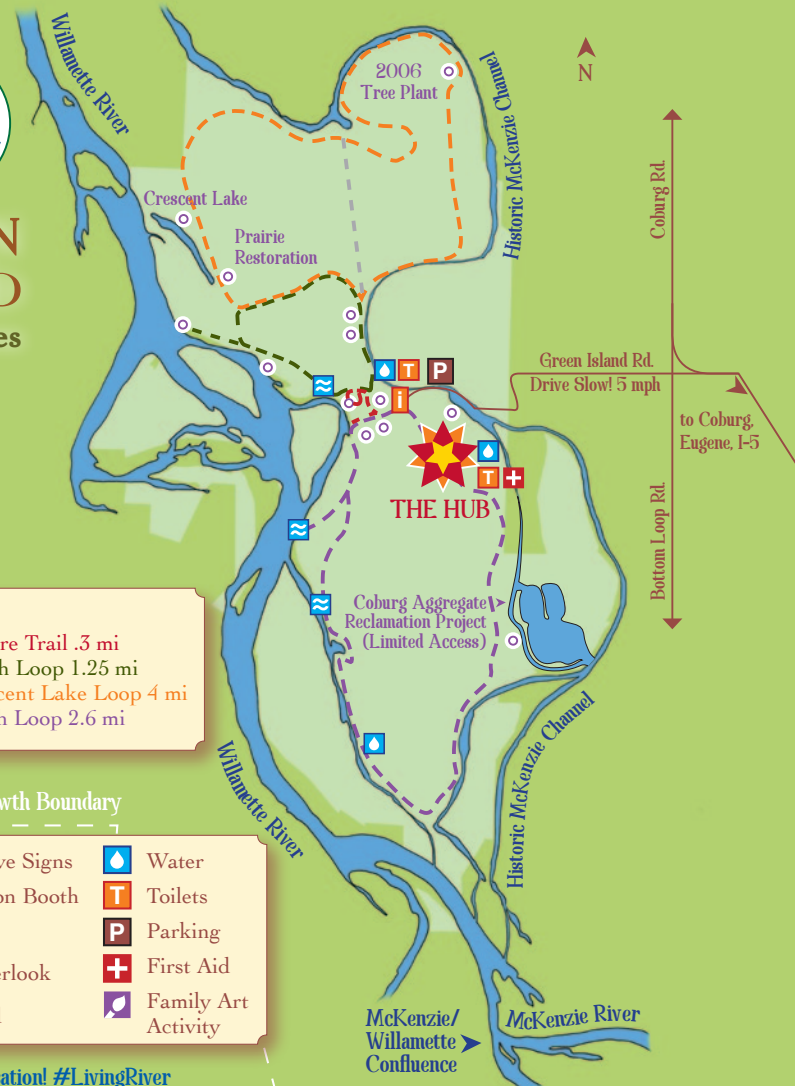 Willamette River
2006
Tree Plant
Historic McKenzie Channel
N
Crescent Lake
Prairie
Restoration
Coburg Rd.
N
D
es
Green Island Rd.
Drive Slow! 5 mph
T
P
i
to Coburg,
Eugene, I-5
T
THE HUB
Bottom Loop Rd.
Coburg Aggregate
Reclamation Project
(Limited Access)
re Trail .3 mi
h Loop 1.25 mi
cent Lake Loop 4 mi
h Loop 2.6 mi
Historic McKenzie Channel
Willamette River
wth Boundary
ve Signs
Water
on Booth
T Toilets
P Parking
erlook
First Aid
Family Art
Activity
McKenzie/
Willamette
Confluence
McKenzie River
ation! #LivingRiver